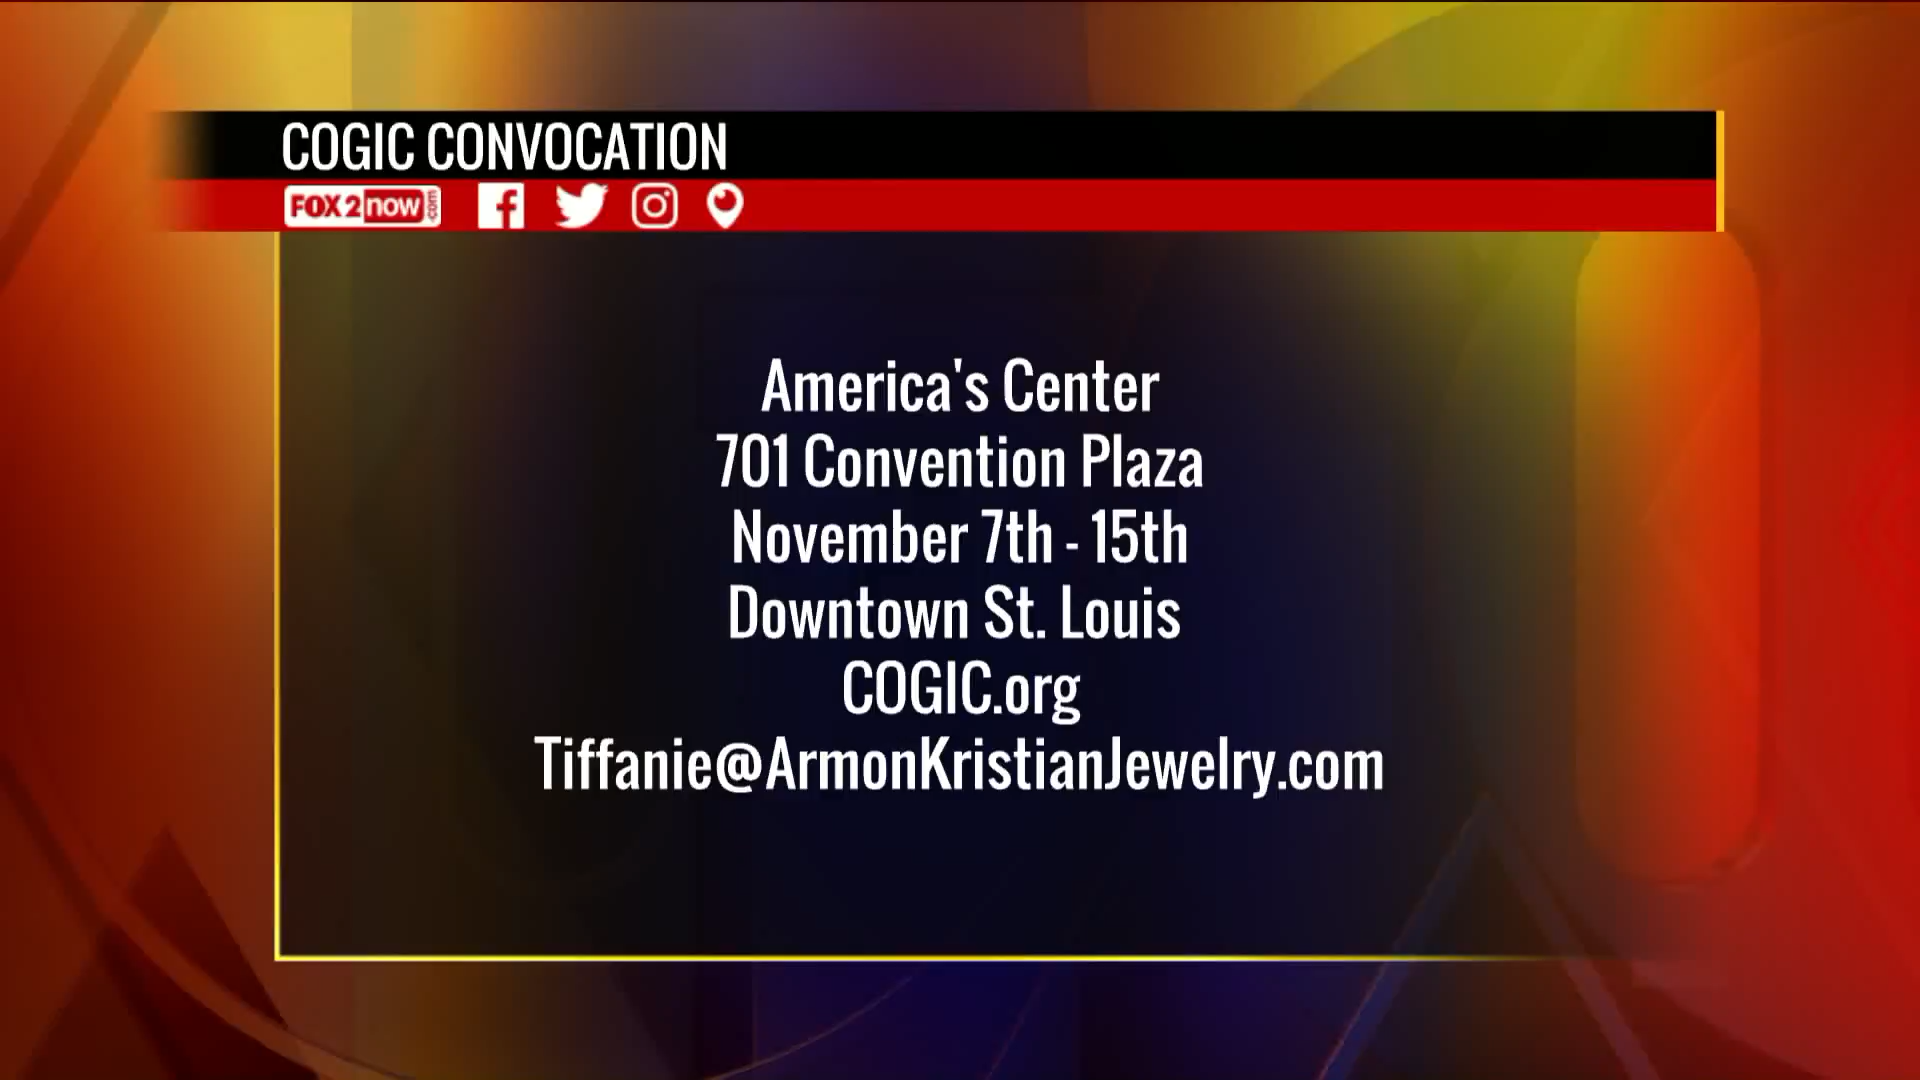 COGIC CONVOCATION
FOX2now.com
America's Center
701 Convention Plaza
November 7th - 15th
Downtown St. Louis
COGIC.org
Tiffanie@ArmonKristianJewelry.com